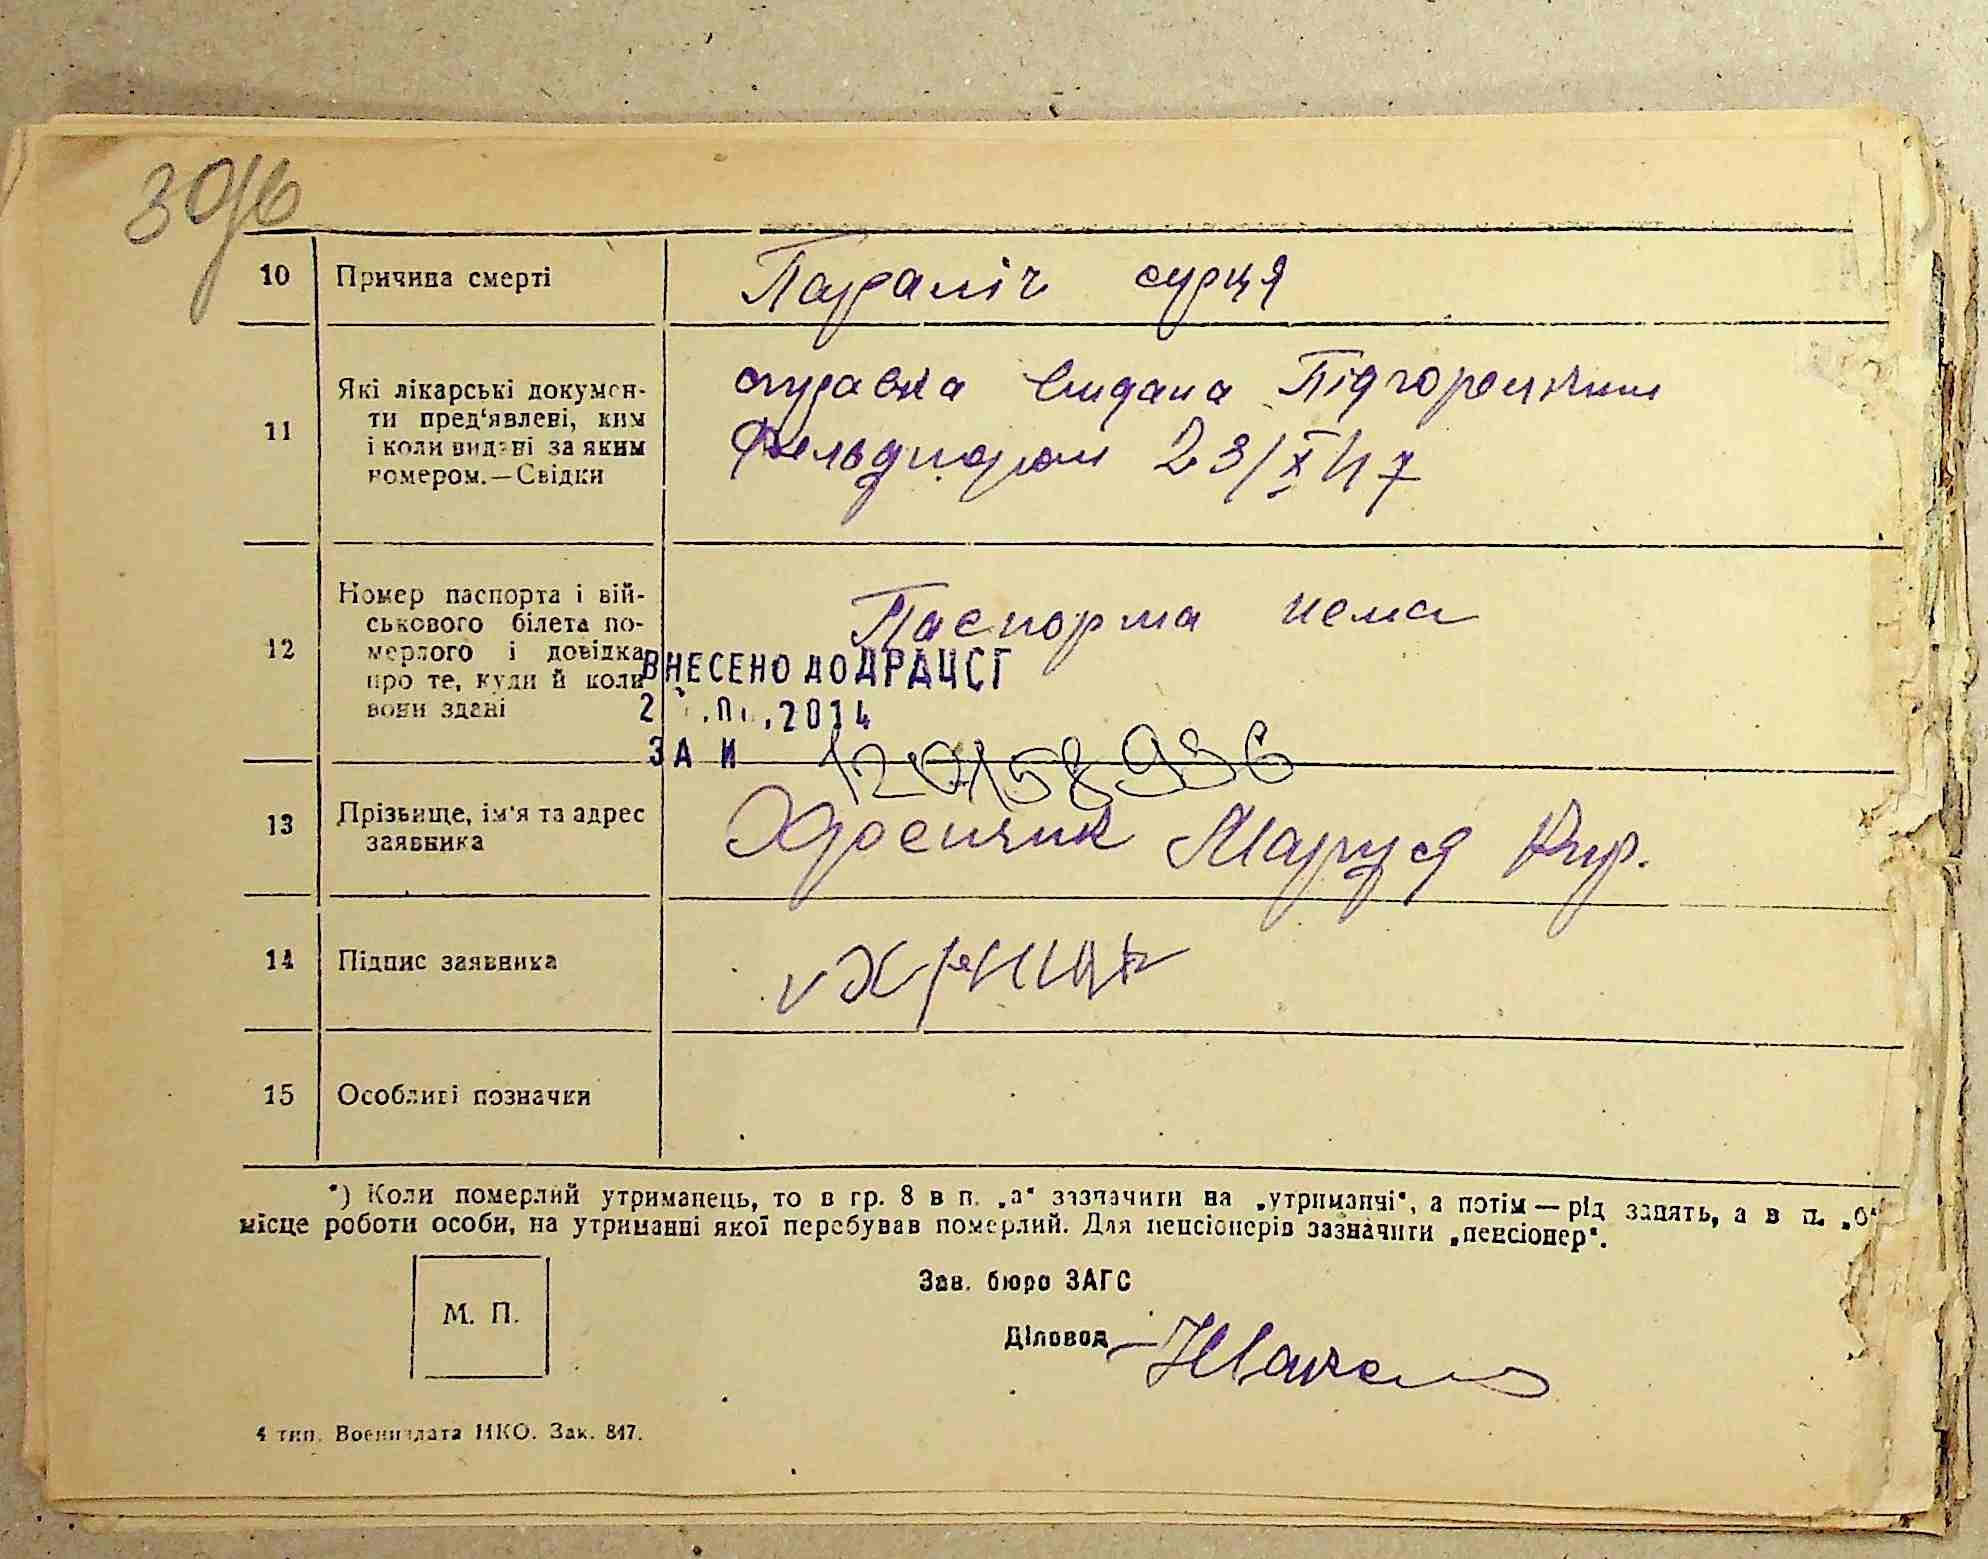 10 Причина смерті Параліч серця
11 Які лікарські докумен-
ти пред'явлені, ким
і коли видані за яким
номером.—Свідки
справка видана Підгороднім
Фельдшером 23/X 47
12 Номер паспорта і вій-
ськового білета по-
мерлого і довідка
про те, куди й коли
вони здані
Паспорта нема
ВНЕСЕНО ДО ДРАЦСГ
2014
ЗА И 120158996
13 Прізвище, ім'я та адрес
заявника
Маруся Кир.
14 Підпис заявника
15 Особливі позначки
*) Коли померлий утриманець, то в гр. 8 в п. „а“ зазначити на „утриманні“, а потім — рід занять, а в п. „б“
місце роботи особи, на утриманні якої перебував померлий. Для пенсіонерів зазначити „пенсіонер“.
Зав. бюро ЗАГС
М. П.
Діловод
4 тип. Воениздата НКО. Зак. 847.